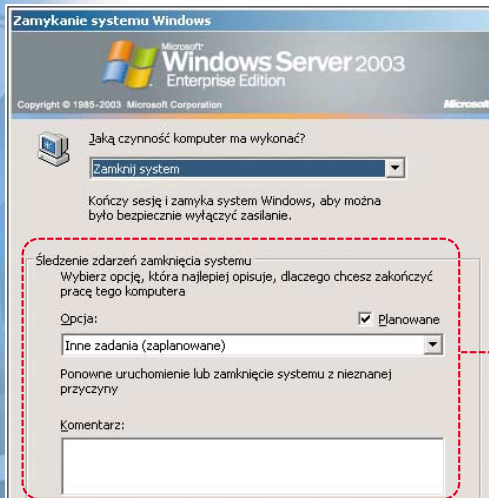 Zamykanie systemu Windows
Microsoft
Windows Server 2003
Enterprise Edition
Copyright © 1985-2003 Microsoft Corporation
Microsoft
Jaką czynność komputer ma wykonać?
Zamknij system
Kończy sesję i zamyka system Windows, aby można
było bezpiecznie wyłączyć zasilanie.
Śledzenie zdarzeń zamknięcia systemu
Wybierz opcję, która najlepiej opisuje, dlaczego chcesz zakończyć
pracę tego komputera
Opcja:
Planowane
Inne zadania (zaplanowane)
Ponowne uruchomienie lub zamknięcie systemu z nieznanej
przyczyny
Komentarz: